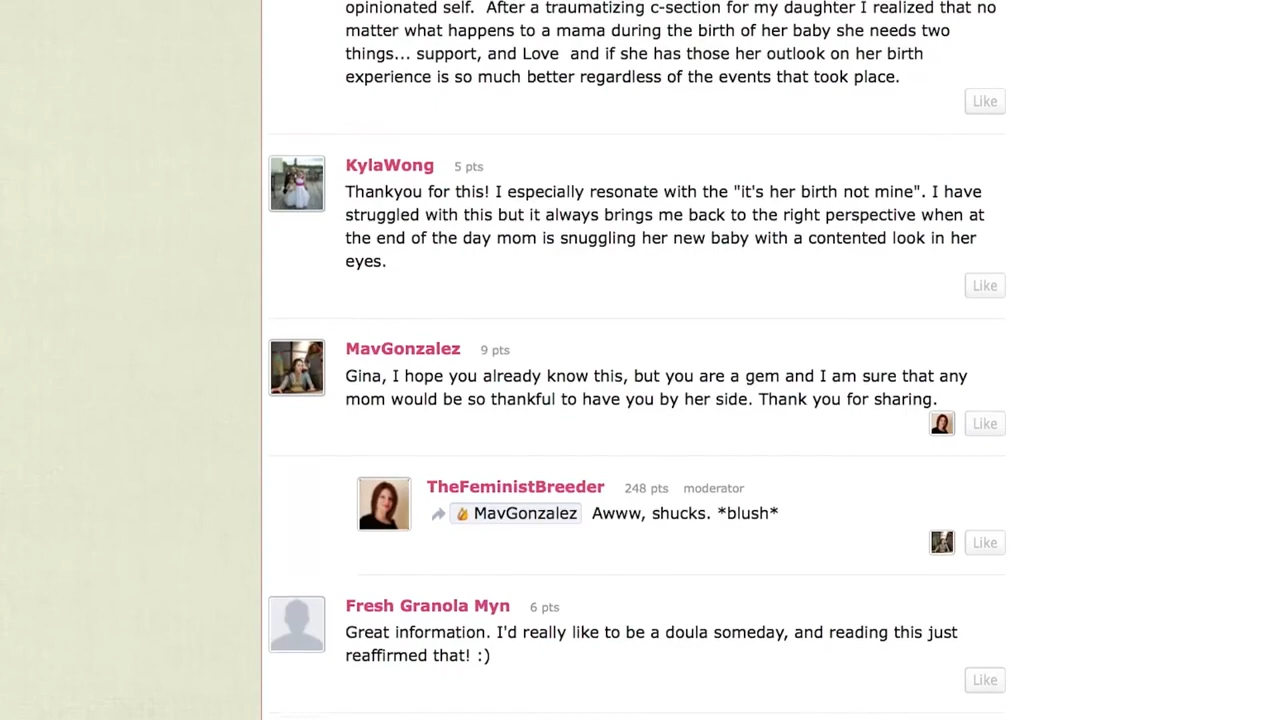 opinionated self.  After a traumatizing c-section for my daughter I realized that no
matter what happens to a mama during the birth of her baby she needs two
things... support, and Love  and if she has those her outlook on her birth
experience is so much better regardless of the events that took place.
Like
KylaWong 5 pts
Thankyou for this! I especially resonate with the "it's her birth not mine". I have
struggled with this but it always brings me back to the right perspective when at
the end of the day mom is snuggling her new baby with a contented look in her
eyes.
Like
MavGonzalez 9 pts
Gina, I hope you already know this, but you are a gem and I am sure that any
mom would be so thankful to have you by her side. Thank you for sharing.
Like
TheFeministBreeder 248 pts moderator
MavGonzalez Awww, shucks. *blush*
Like
Fresh Granola Myn 6 pts
Great information. I'd really like to be a doula someday, and reading this just
reaffirmed that! :)
Like